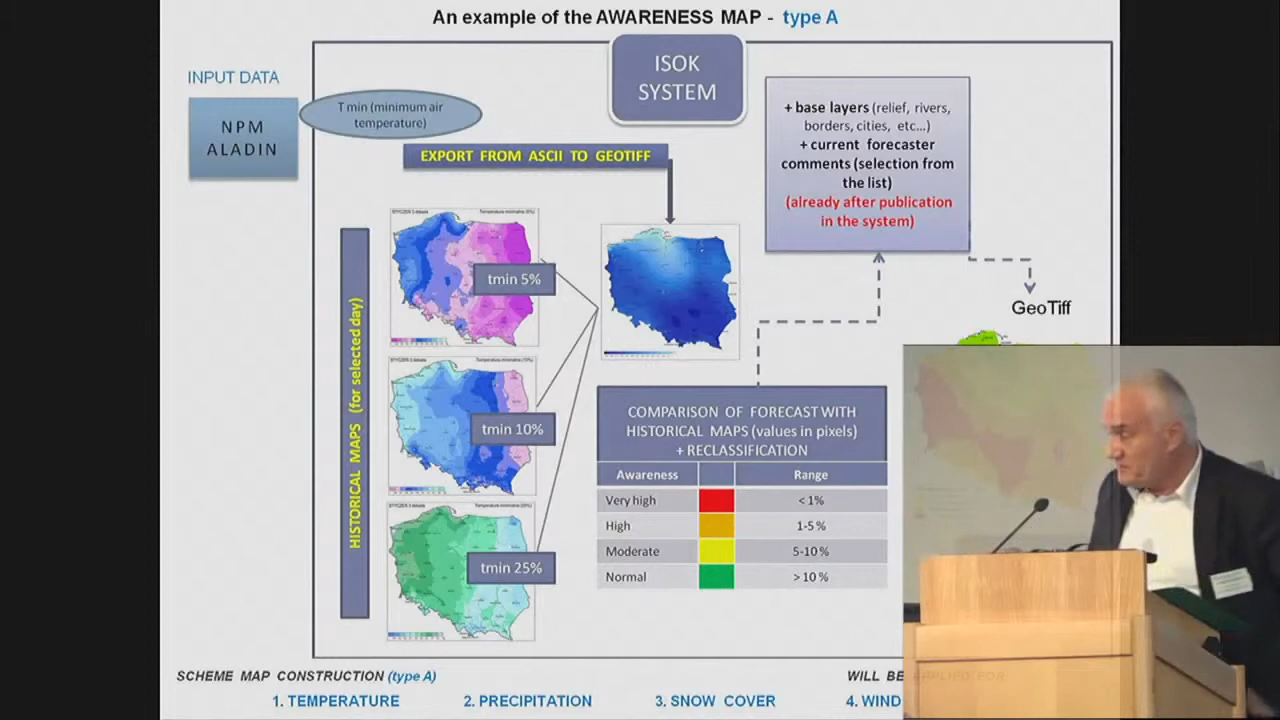 An example of the AWARENESS MAP - type A
INPUT DATA
NPM
ALADIN
T min (minimum air
temperature)
ISOK
SYSTEM
EXPORT FROM ASCII TO GEOTIFF
+ base layers (relief, rivers,
borders, cities, etc...)
+ current forecaster
comments (selection from
the list)
(already after publication
in the system)
GeoTiff
HISTORICAL MAPS (for selected day)
tmin 5%
tmin 10%
tmin 25%
COMPARISON OF FORECAST WITH
HISTORICAL MAPS (values in pixels)
+ RECLASSIFICATION
Awareness Range
Very high < 1%
High 1-5 %
Moderate 5-10 %
Normal > 10 %
SCHEME MAP CONSTRUCTION (type A)
WILL BE APPLIED FOR
1. TEMPERATURE 2. PRECIPITATION 3. SNOW COVER 4. WIND